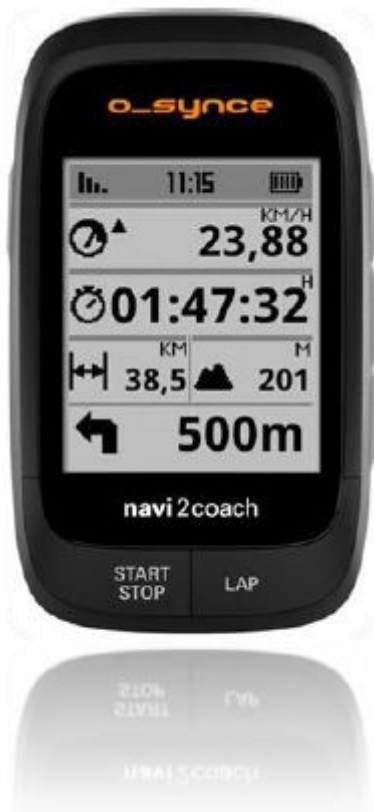 o_synce
11:15
KM/H
23,88
H
01:47:32
KM
M
38,5
201
500m
navi2coach
START
STOP
LAP